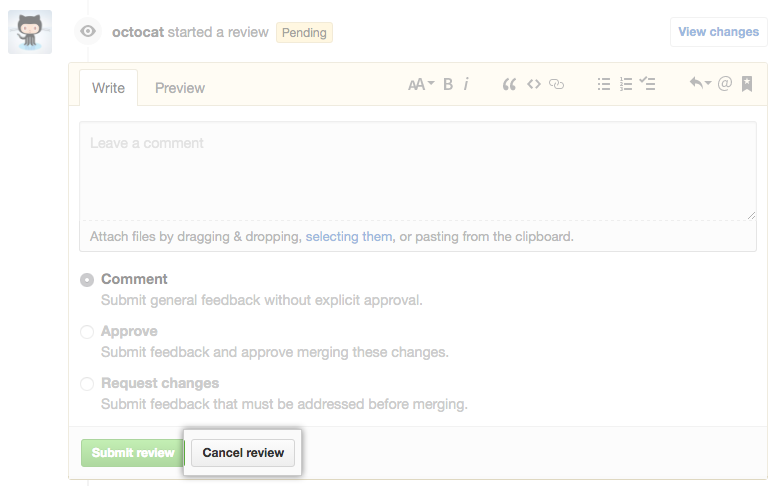 octocat started a review Pending View changes
Write Preview AA B i
Leave a comment
Attach files by dragging & dropping, selecting them, or pasting from the clipboard.
Comment
Submit general feedback without explicit approval.
Approve
Submit feedback and approve merging these changes.
Request changes
Submit feedback that must be addressed before merging.
Submit review Cancel review